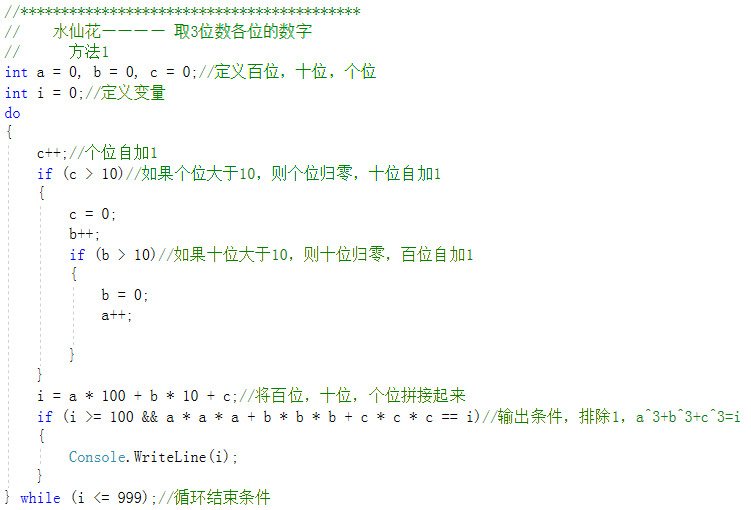 //******************************************
//    水仙花———— 取3位数各位的数字
//      方法1
int a = 0, b = 0, c = 0;//定义百位，十位，个位
int i = 0;//定义变量
do
{
    c++;//个位自加1
    if (c > 10)//如果个位大于10，则个位归零，十位自加1
    {
        c = 0;
        b++;
        if (b > 10)//如果十位大于10，则十位归零，百位自加1
        {
            b = 0;
            a++;
        }
    }
    i = a * 100 + b * 10 + c;//将百位，十位，个位拼接起来
    if (i >= 100 && a * a * a + b * b * b + c * c * c == i)//输出条件，排除1，a^3+b^3+c^3=i
    {
        Console.WriteLine(i);
    }
} while (i <= 999);//循环结束条件